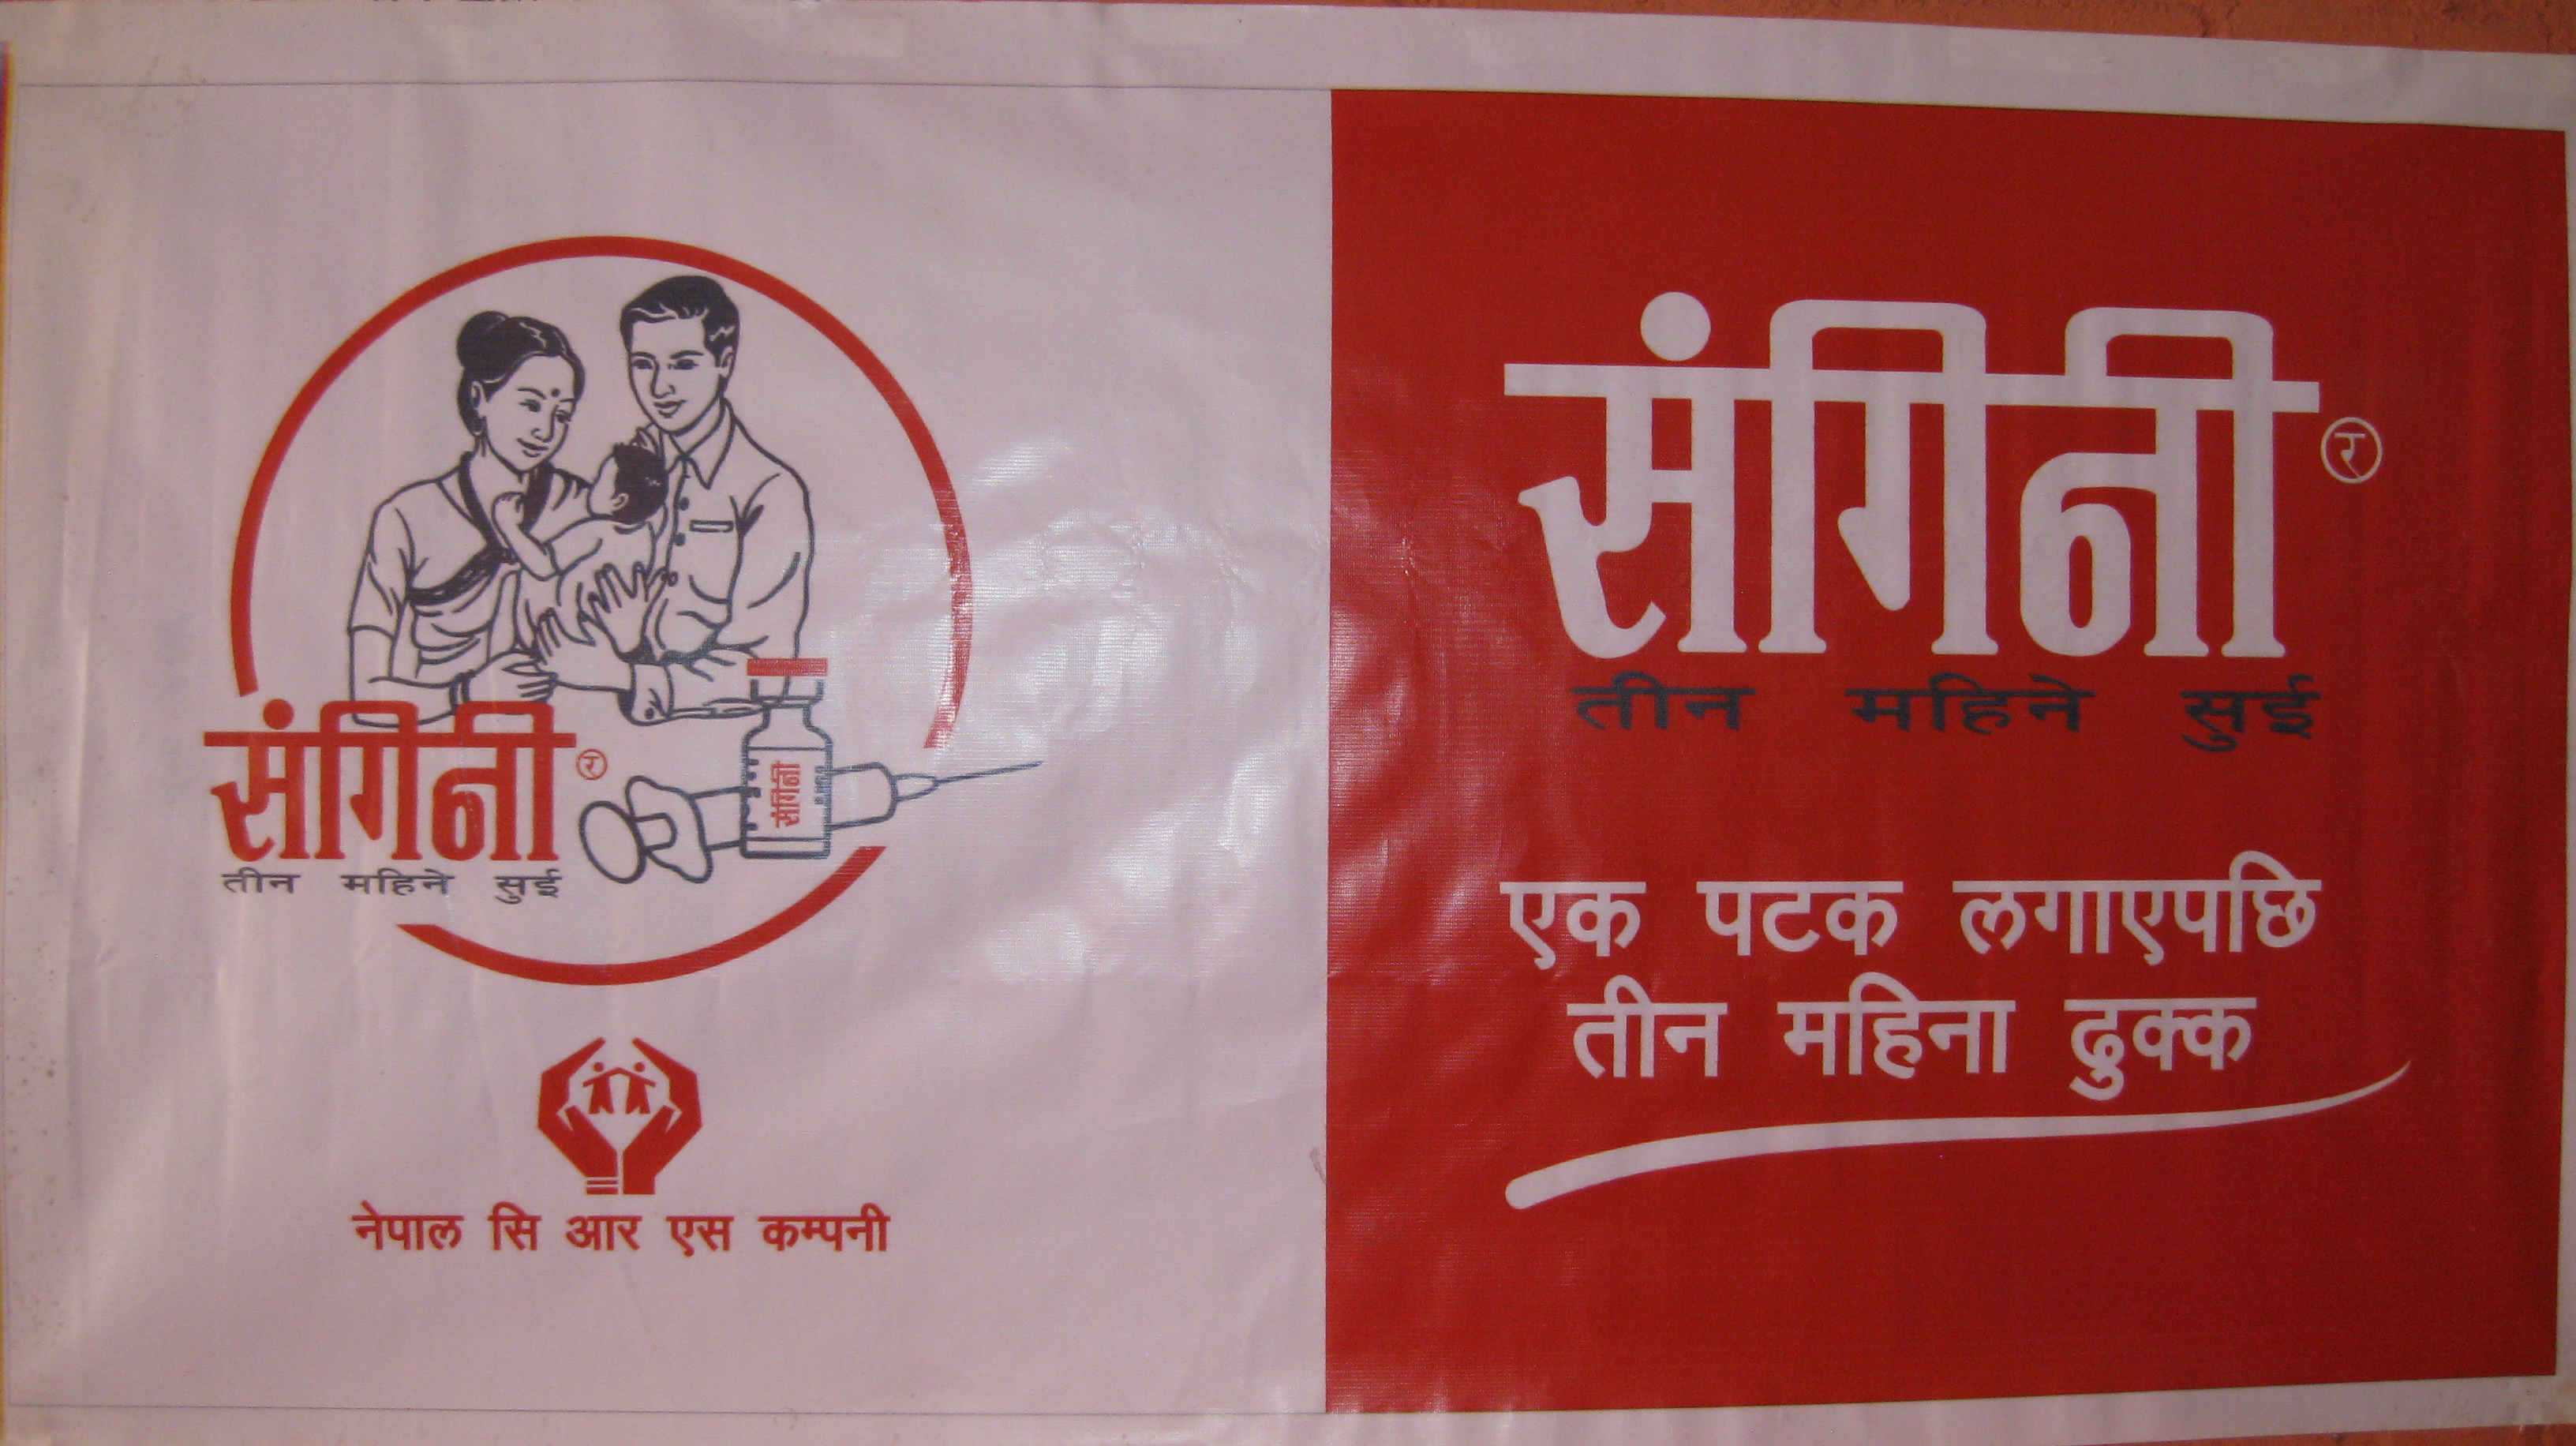 संगिनी र
तीन महिने सुई
संगिनी
नेपाल सि आर एस कम्पनी
संगिनी र
तीन महिने सुई
एक पटक लगाएपछि
तीन महिना ढुक्क